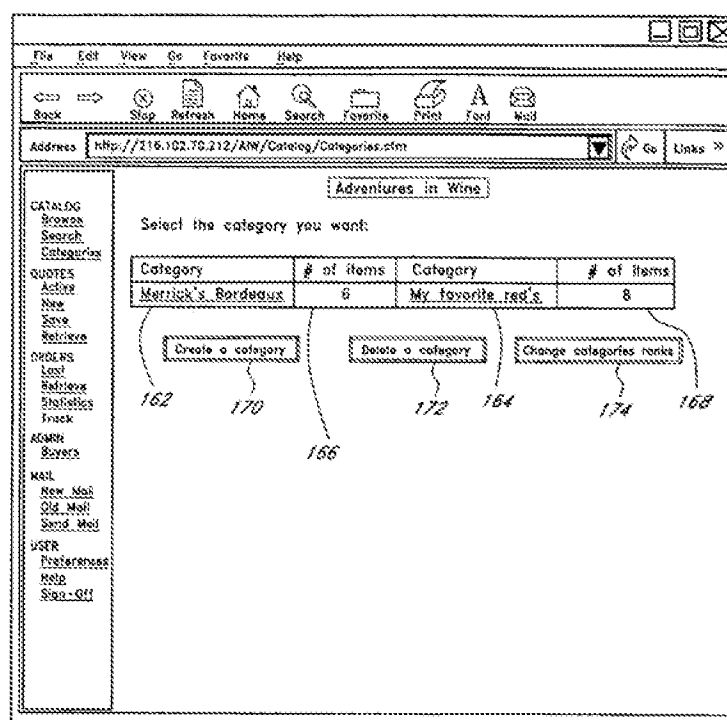 File Edit View Go Favorite Help
Back Stop Refresh Home Search Favorite Print Font Mail
Address http://216.102.70.212/AIW/Catalog/Categories.cfm Go Links »
Adventures in Wine
CATALOG
Browse
Search
Categories
QUOTES
Active
New
Save
Retrieve
ORDERS
Last
Retrieve
Statistics
Track
ADMIN
Buyers
MAIL
New Mail
Old Mail
Send Mail
USER
Preferences
Help
Sign-Off
Select the category you want:
Category # of items Category # of items
Merrick's Bordeaux 6 My favorite red's 8
Create a category Delete a category Change categories ranks
162 170 166 172 164 174 168